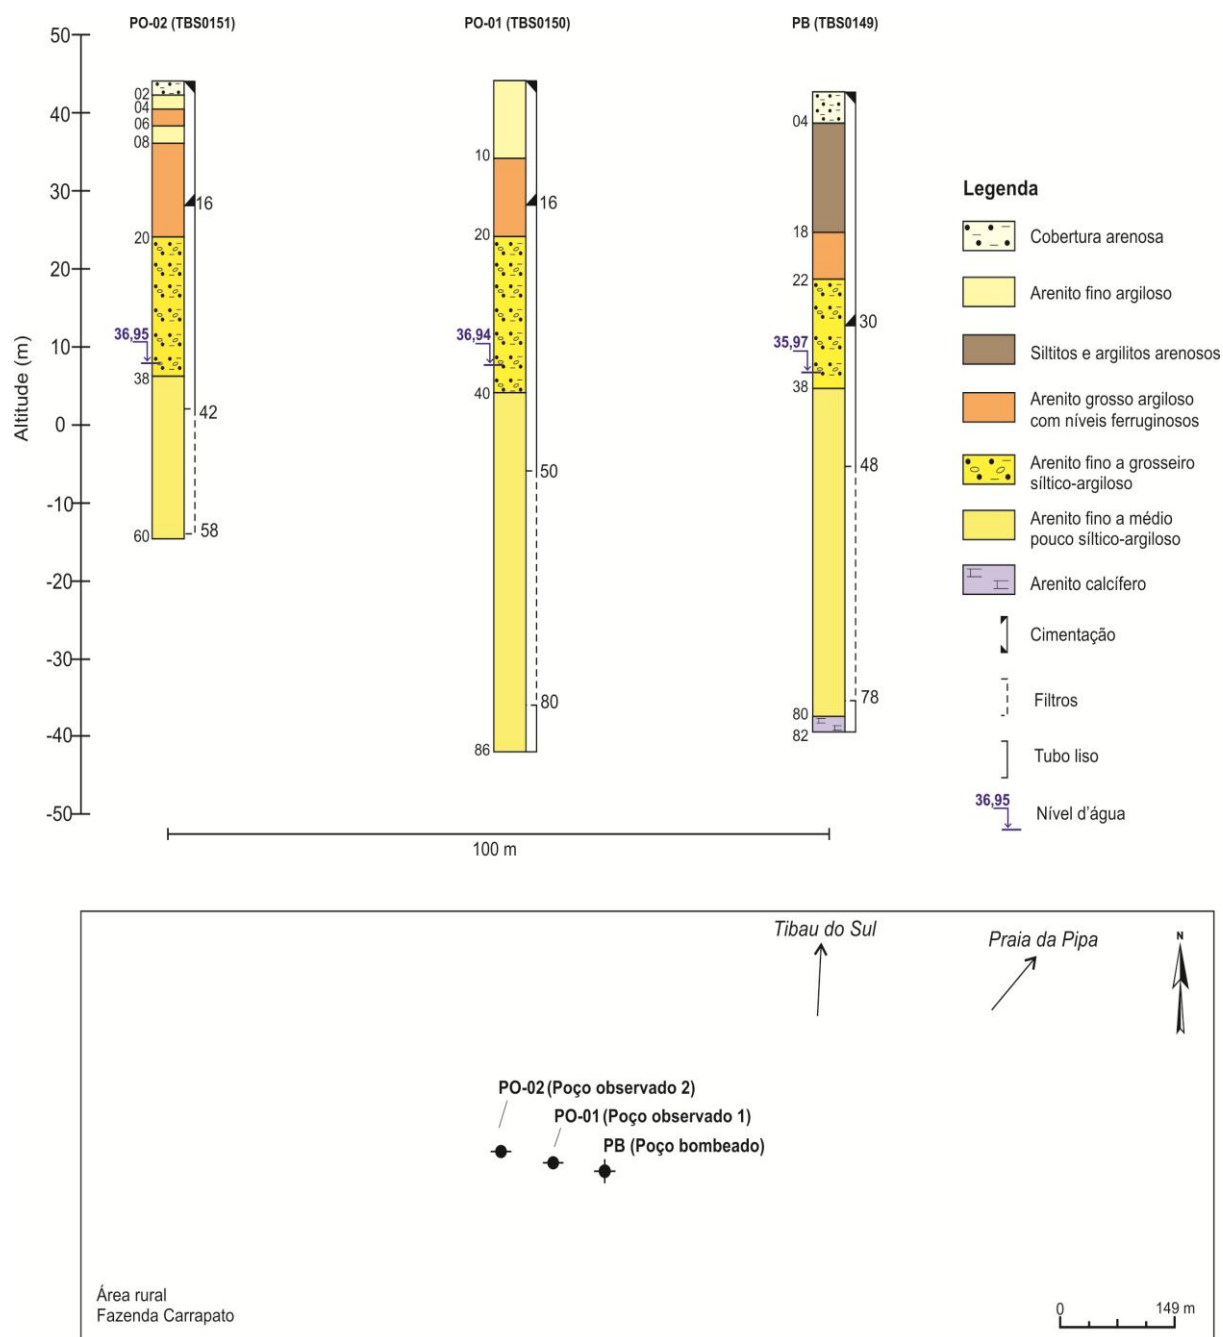 PO-02 (TBS0151)
PO-01 (TBS0150)
PB (TBS0149)
Altitude (m)
50
40
30
20
10
0
-10
-20
-30
-40
-50
02
04
06
08
16
20
36,95
38
42
58
60
10
16
20
36,94
40
50
80
86
04
18
22
30
35,97
38
48
78
80
82
100 m
Legenda
Cobertura arenosa
Arenito fino argiloso
Siltitos e argilitos arenosos
Arenito grosso argiloso
com níveis ferruginosos
Arenito fino a grosseiro
síltico-argiloso
Arenito fino a médio
pouco síltico-argiloso
Arenito calcífero
Cimentação
Filtros
Tubo liso
36,95
Nível d'água
Tibau do Sul
Praia da Pipa
N
PO-02 (Poço observado 2)
PO-01 (Poço observado 1)
PB (Poço bombeado)
Área rural
Fazenda Carrapato
0 149 m